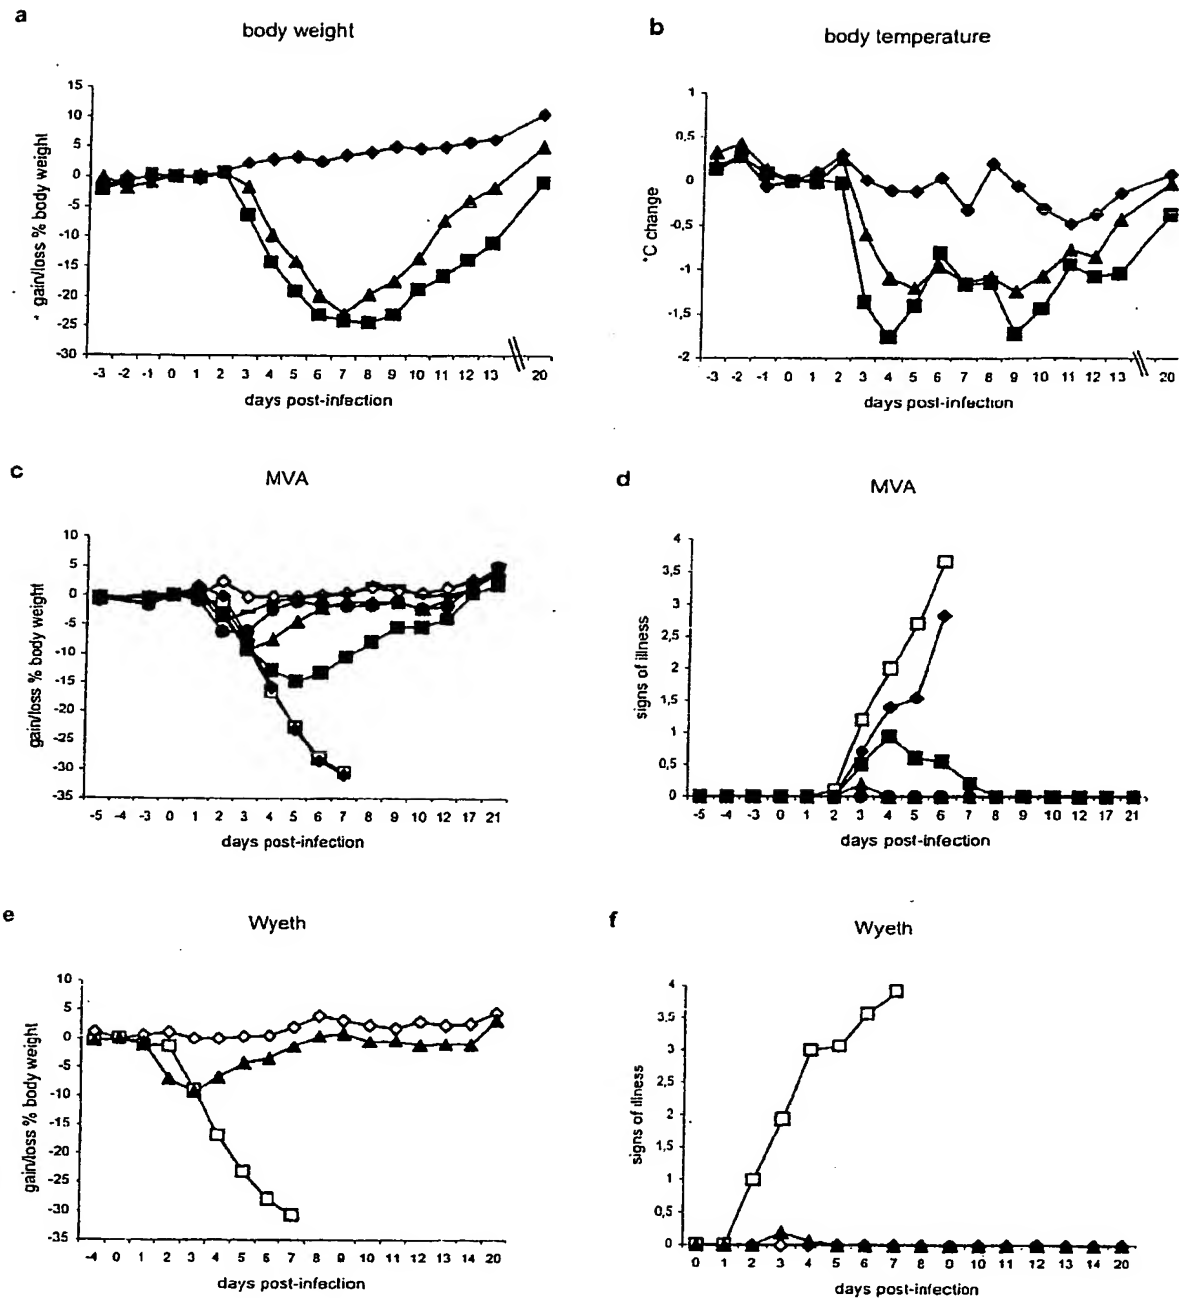 a
body weight
15
10
5
0
-5
-10
-15
-20
-25
-30
* gain/loss % body weight
-3 -2 -1 0 1 2 3 4 5 6 7 8 9 10 11 12 13 20
days post-infection
b
body temperature
1
0,5
0
-0,5
-1
-1,5
-2
°C change
-3 -2 -1 0 1 2 3 4 5 6 7 8 9 10 11 12 13 20
days post-infection
c
MVA
10
5
0
-5
-10
-15
-20
-25
-30
-35
gain/loss % body weight
-5 -4 -3 0 1 2 3 4 5 6 7 8 9 10 12 17 21
days post-infection
d
MVA
4
3,5
3
2,5
2
1,5
1
0,5
0
signs of illness
-5 -4 -3 0 1 2 3 4 5 6 7 8 9 10 12 17 21
days post-infection
e
Wyeth
10
5
0
-5
-10
-15
-20
-25
-30
-35
gain/loss % body weight
-4 0 1 2 3 4 5 6 7 8 9 10 11 12 13 14 20
days post-infection
f
Wyeth
4
3,5
3
2,5
2
1,5
1
0,5
0
signs of illness
0 1 2 3 4 5 6 7 8 0 10 11 12 13 14 20
days post-infection